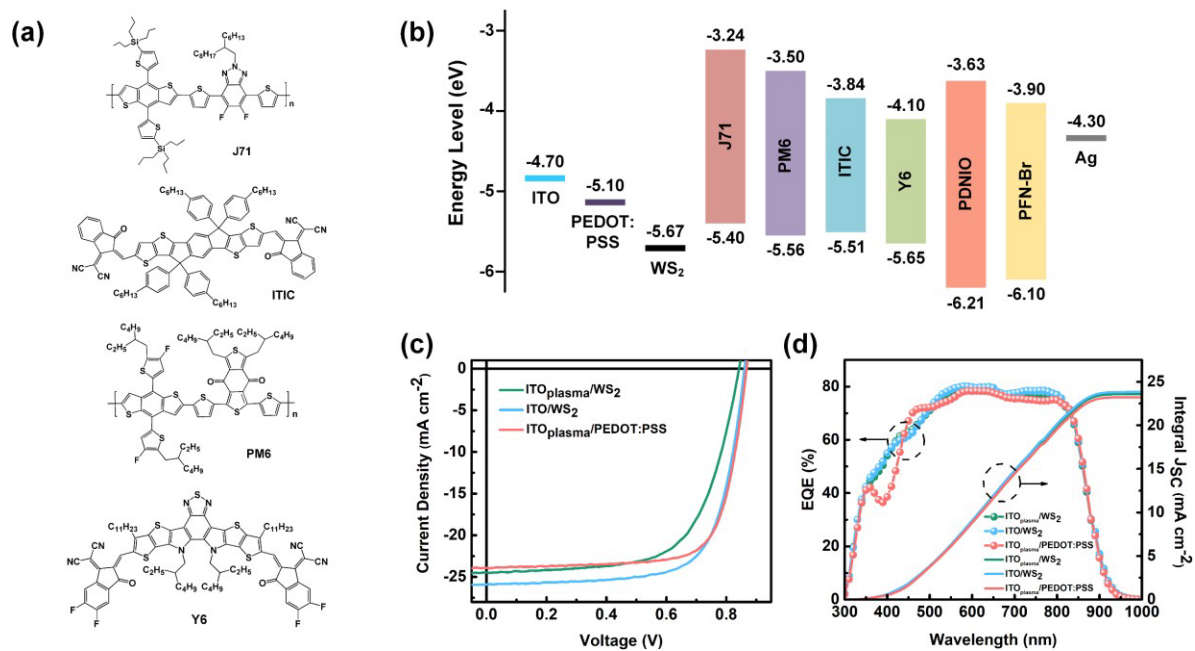 (a)
Si
Si
C₆H₁₃
C₈H₁₇
N
N
N
S
S
S
S
S
S
F
F
n
J71
C₆H₁₃
C₆H₁₃
O
CN
NC
S
S
S
S
NC
CN
O
C₆H₁₃
C₆H₁₃
ITIC
C₄H₉
C₂H₅
F
C₄H₉
C₂H₅
C₂H₅
C₄H₉
S
S
O
O
S
S
S
S
S
S
n
F
C₂H₅
C₄H₉
PM6
S
N
N
C₁₁H₂₃
C₁₁H₂₃
NC
CN
S
S
S
S
NC
CN
O
N
N
O
C₂H₅
C₄H₉
C₂H₅
C₄H₉
F
F
F
F
Y6
(b)
Energy Level (eV)
-3
-4
-5
-6
-4.70
ITO
-5.10
PEDOT:
PSS
-5.67
WS₂
-3.24
J71
-5.40
-3.50
PM6
-5.56
-3.84
ITIC
-5.51
-4.10
Y6
-5.65
-3.63
PDNIO
-6.21
-3.90
PFN-Br
-6.10
-4.30
Ag
(c)
Current Density (mA cm⁻²)
0
-5
-10
-15
-20
-25
ITOplasma/WS₂
ITO/WS₂
ITOplasma/PEDOT:PSS
0.0 0.2 0.4 0.6 0.8
Voltage (V)
(d)
EQE (%)
80
60
40
20
0
ITOplasma/WS₂
ITO/WS₂
ITOplasma/PEDOT:PSS
ITOplasma/WS₂
ITO/WS₂
ITOplasma/PEDOT:PSS
300 400 500 600 700 800 900 1000
Wavelength (nm)
25
20
15
10
5
0
Integral JSC (mA cm⁻²)